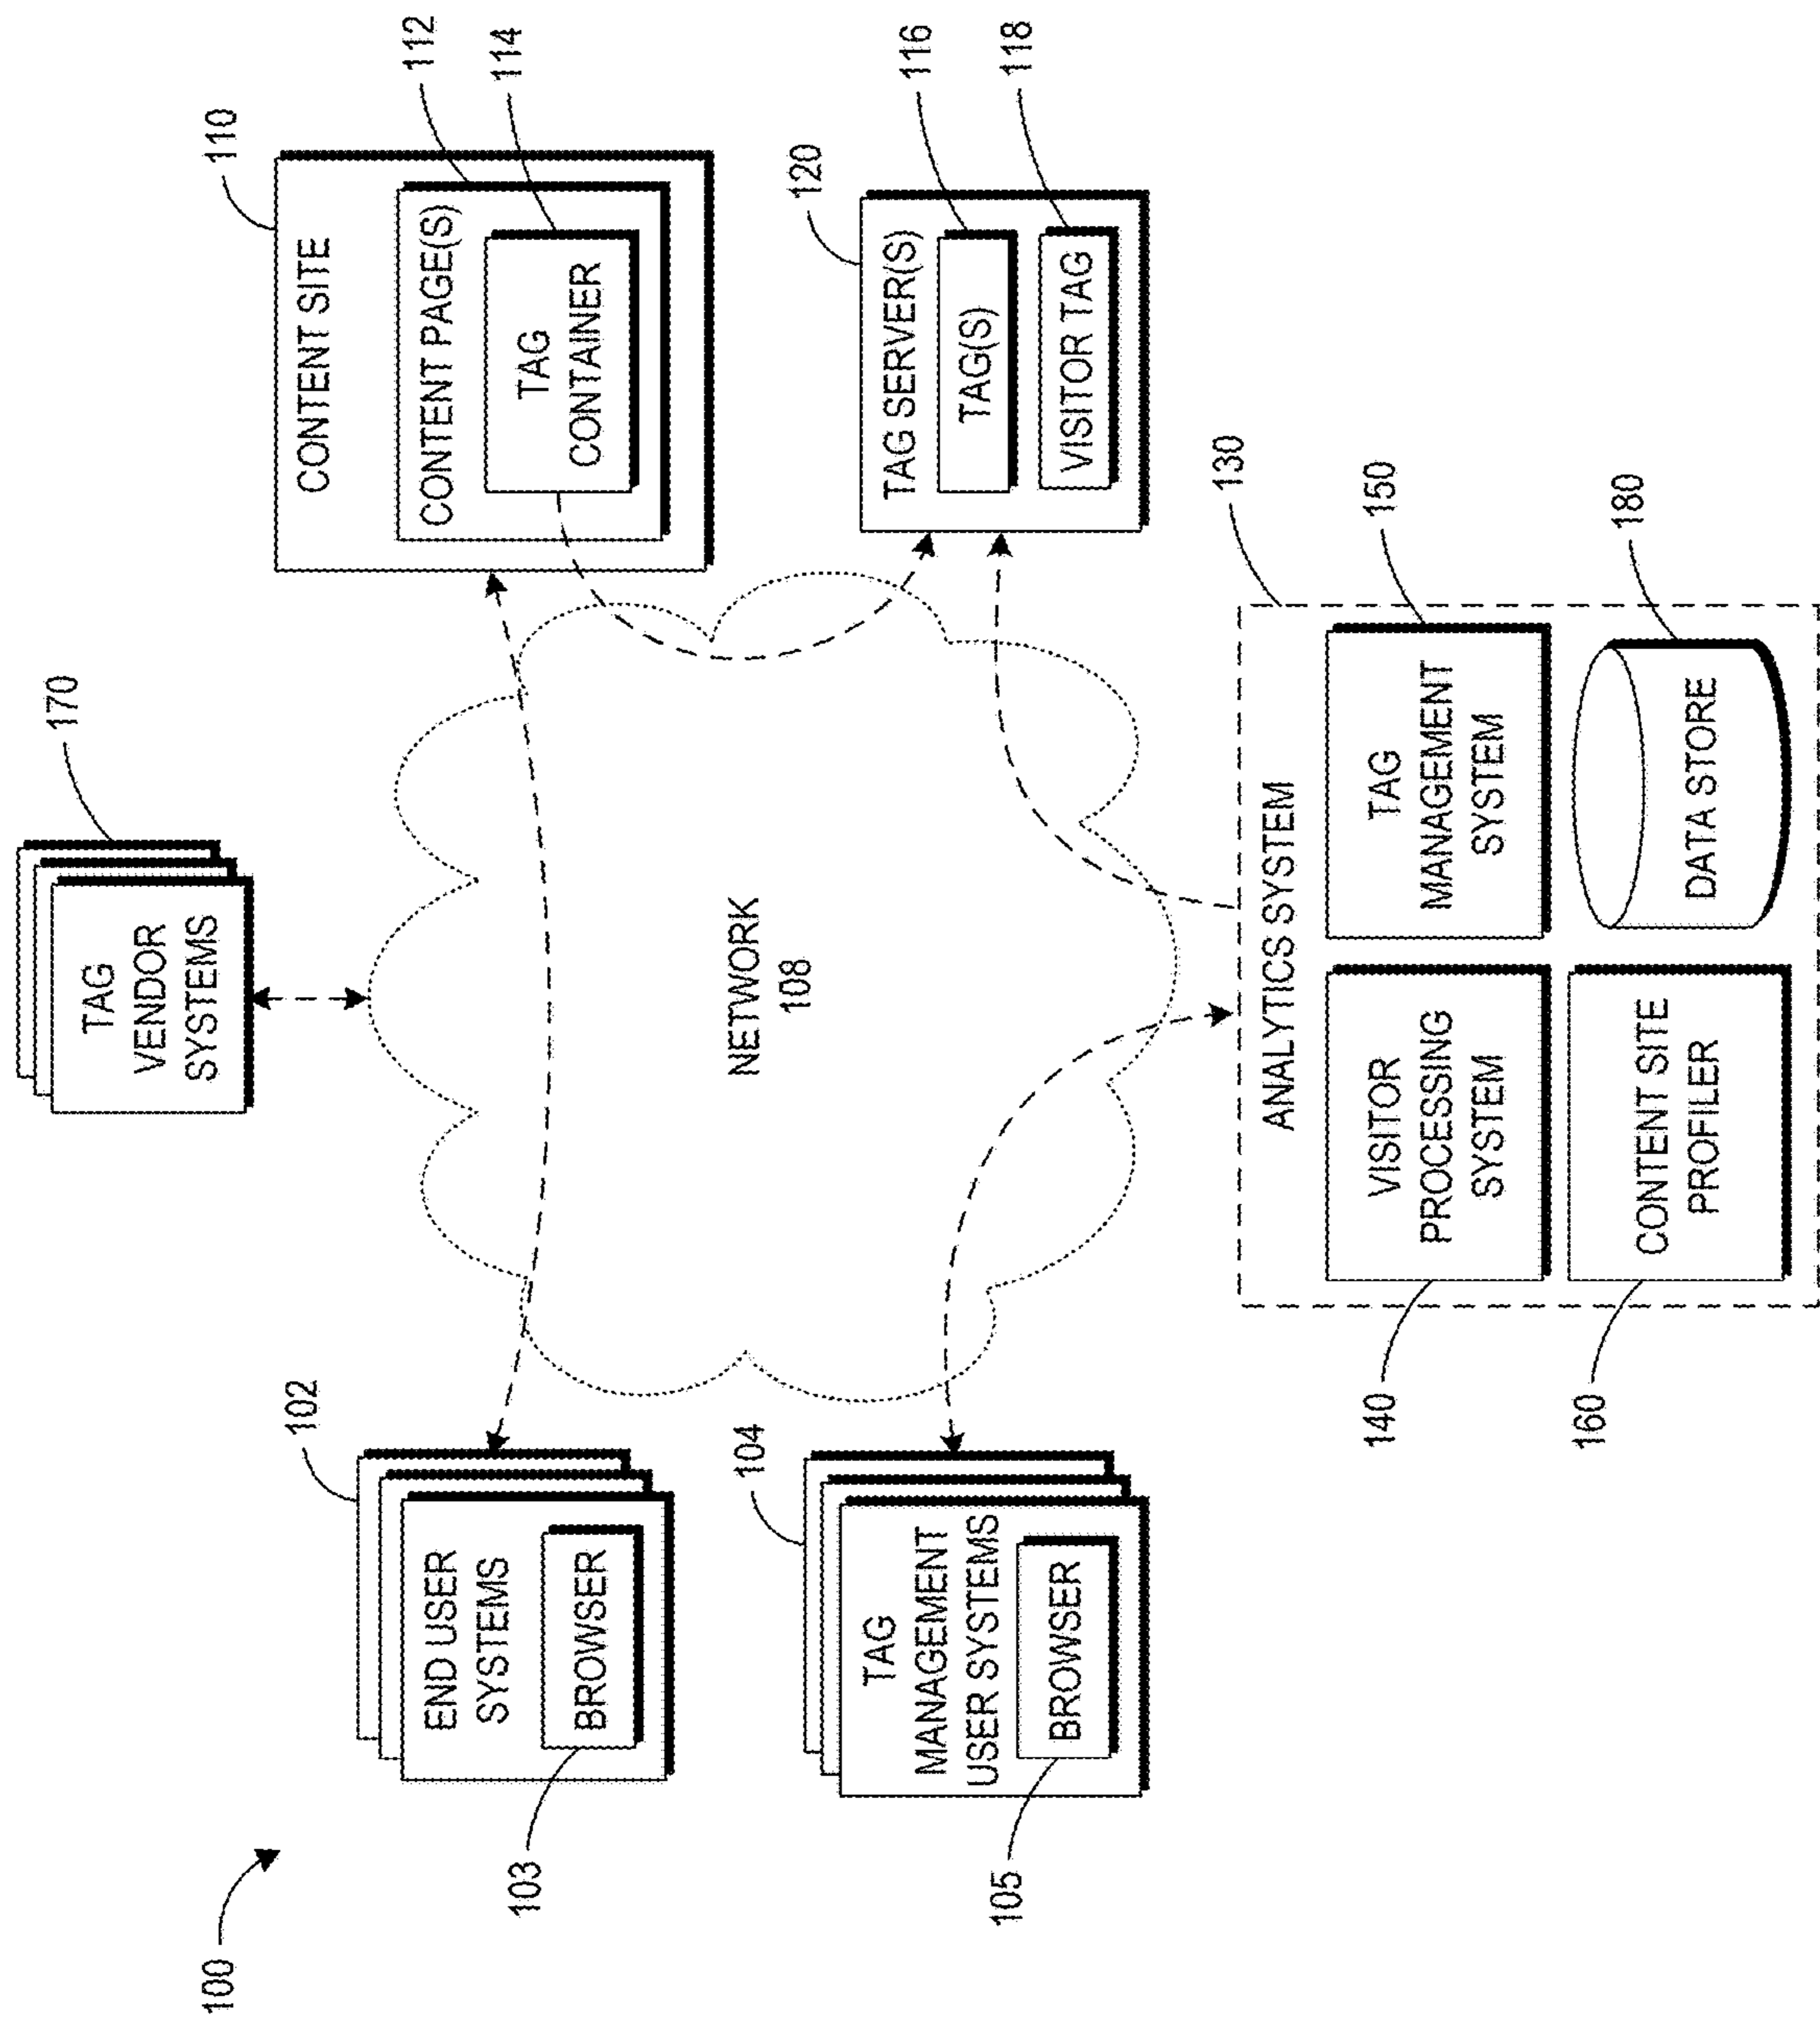 100
170
TAG
VENDOR
SYSTEMS
102
END USER
SYSTEMS
BROWSER
103
104
TAG
MANAGEMENT
USER SYSTEMS
BROWSER
105
NETWORK
108
110
CONTENT SITE
112
CONTENT PAGE(S)
114
TAG
CONTAINER
120
TAG SERVER(S)
116
TAG(S)
118
VISITOR TAG
130
ANALYTICS SYSTEM
140
VISITOR
PROCESSING
SYSTEM
150
TAG
MANAGEMENT
SYSTEM
160
CONTENT SITE
PROFILER
180
DATA STORE